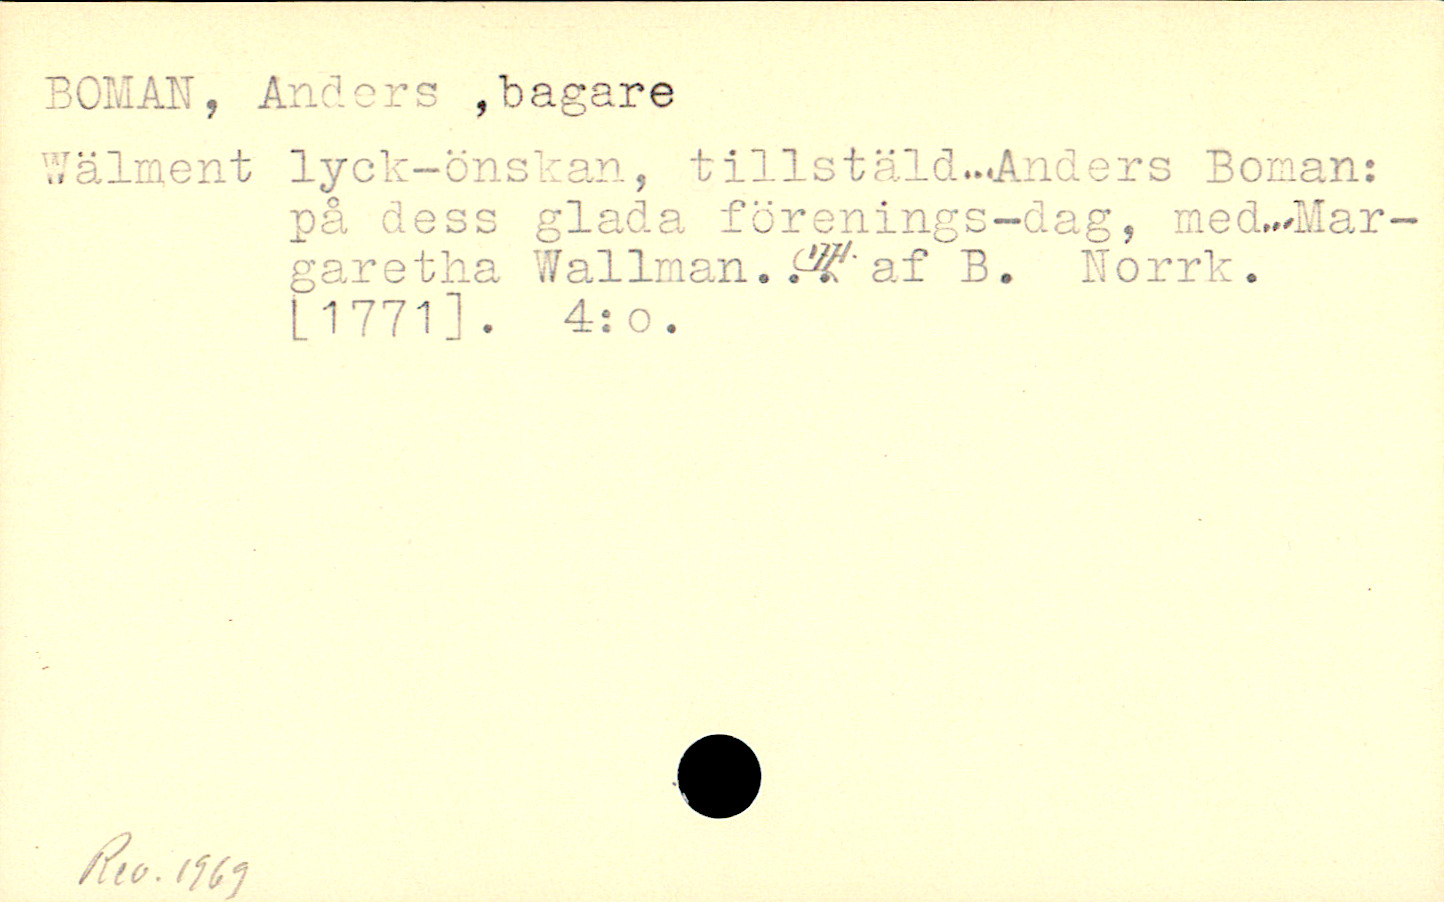 BOMAN, Anders ,bagare
Wälment lyck-önskan, tillstäld...Anders Boman:
på dess glada förenings-dag, med...Mar-
garetha Wallman... af B. Norrk.
[1771]. 4:o.
Rev. 1969